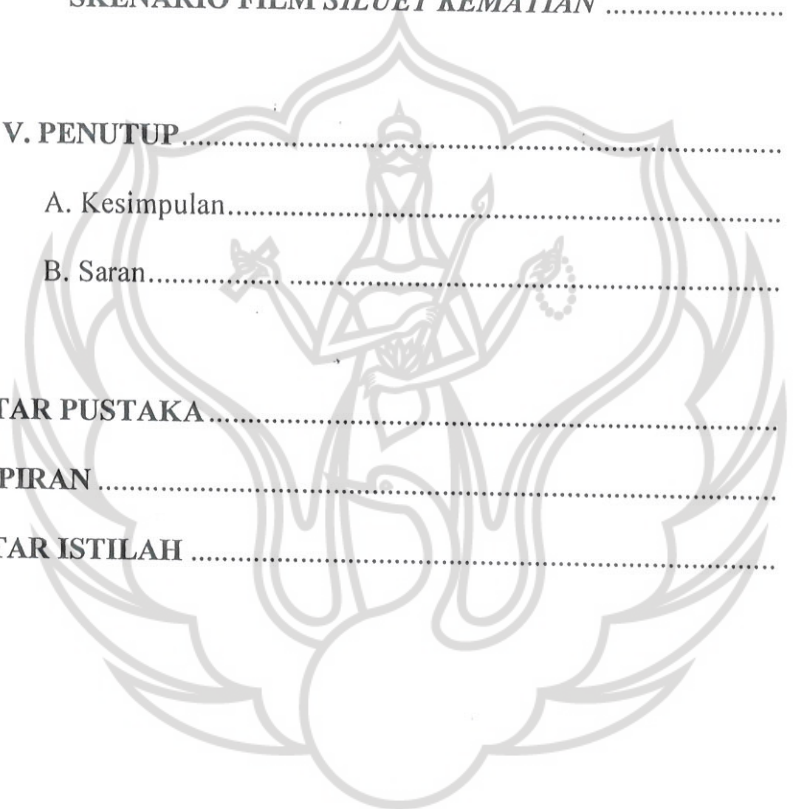 SKENARIO FILM SILUET KEMATIAN ........................
V. PENUTUP ........................................................................
A. Kesimpulan ........................................................................
B. Saran ........................................................................
TAR PUSTAKA ........................................................................
PIRAN ........................................................................
TAR ISTILAH ........................................................................